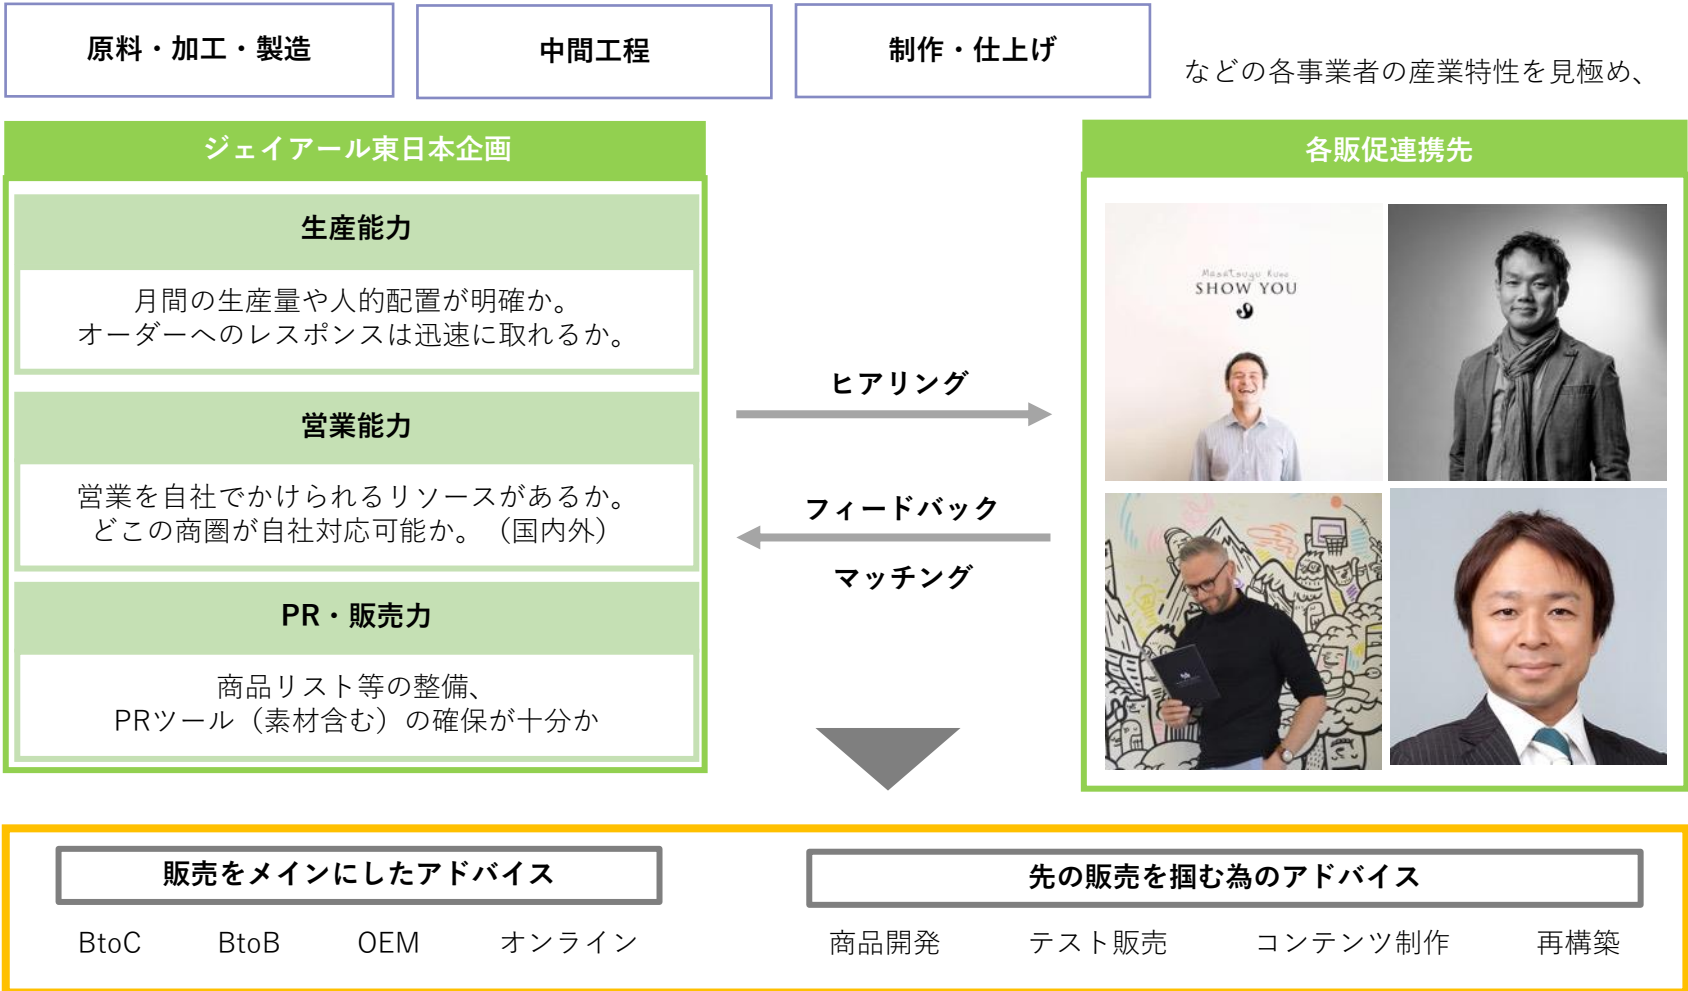 原料・加工・製造
中間工程
制作・仕上げ
などの各事業者の産業特性を見極め、
ジェイアール東日本企画
生産能力
月間の生産量や人的配置が明確か。
オーダーへのレスポンスは迅速に取れるか。
営業能力
営業を自社でかけられるリソースがあるか。
どこの商圏が自社対応可能か。（国内外）
PR・販売力
商品リスト等の整備、
PRツール（素材含む）の確保が十分か
ヒアリング
フィードバック
マッチング
各販促連携先
Masatsugu Kuwa
SHOW YOU
販売をメインにしたアドバイス
BtoC BtoB OEM オンライン
先の販売を掴む為のアドバイス
商品開発 テスト販売 コンテンツ制作 再構築